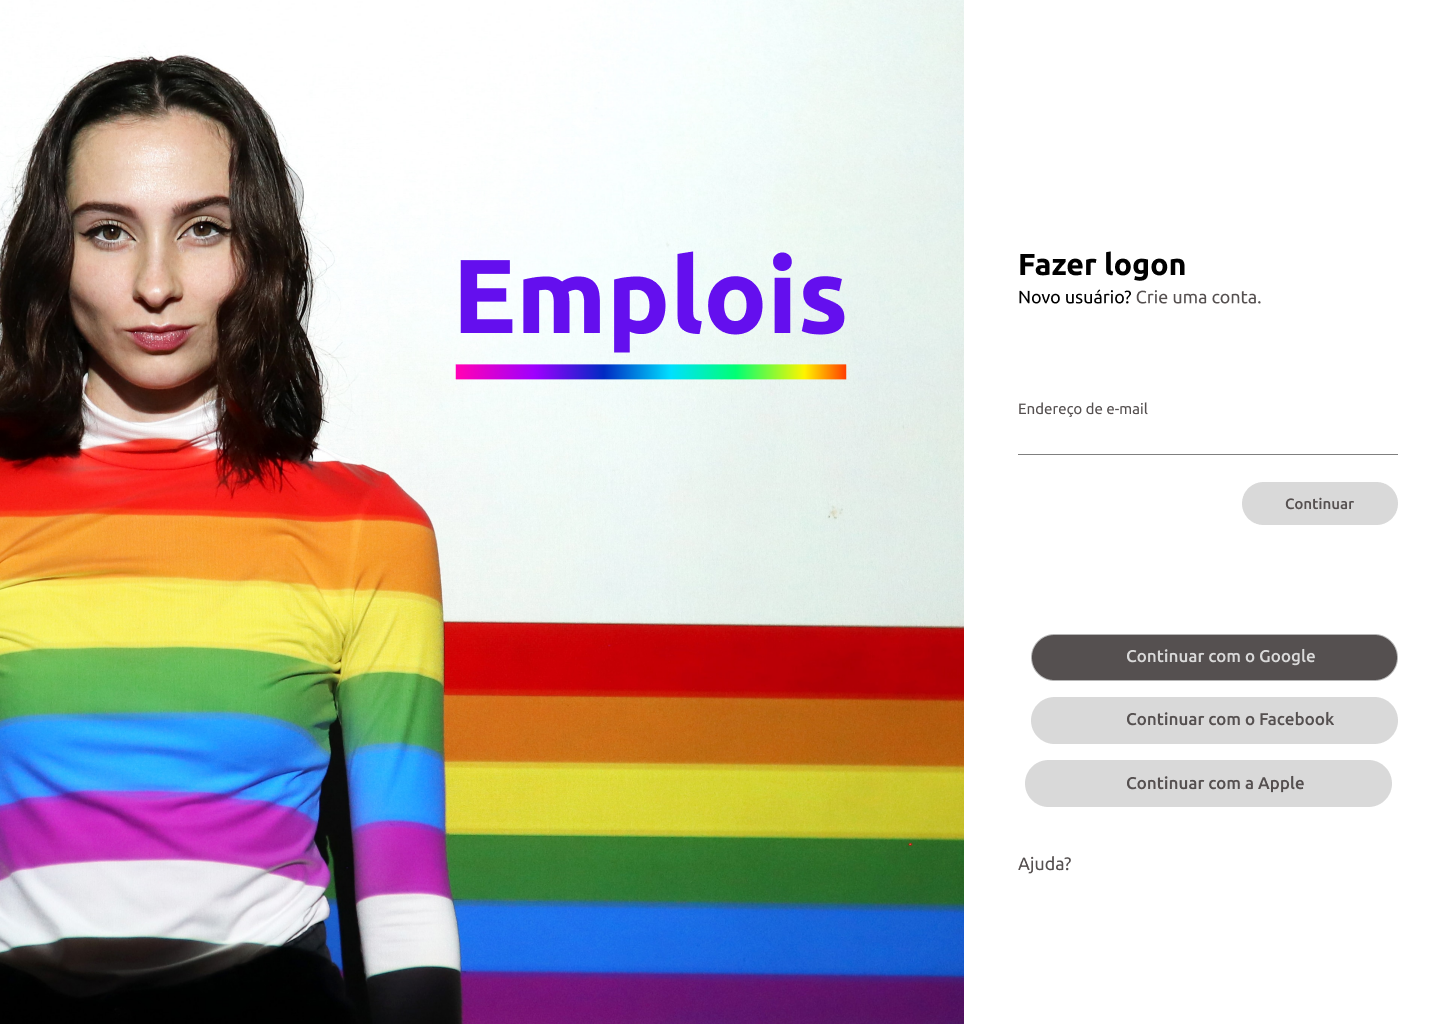 Emplois
Fazer logon
Novo usuário? Crie uma conta.
Endereço de e-mail
Continuar
Continuar com o Google
Continuar com o Facebook
Continuar com a Apple
Ajuda?